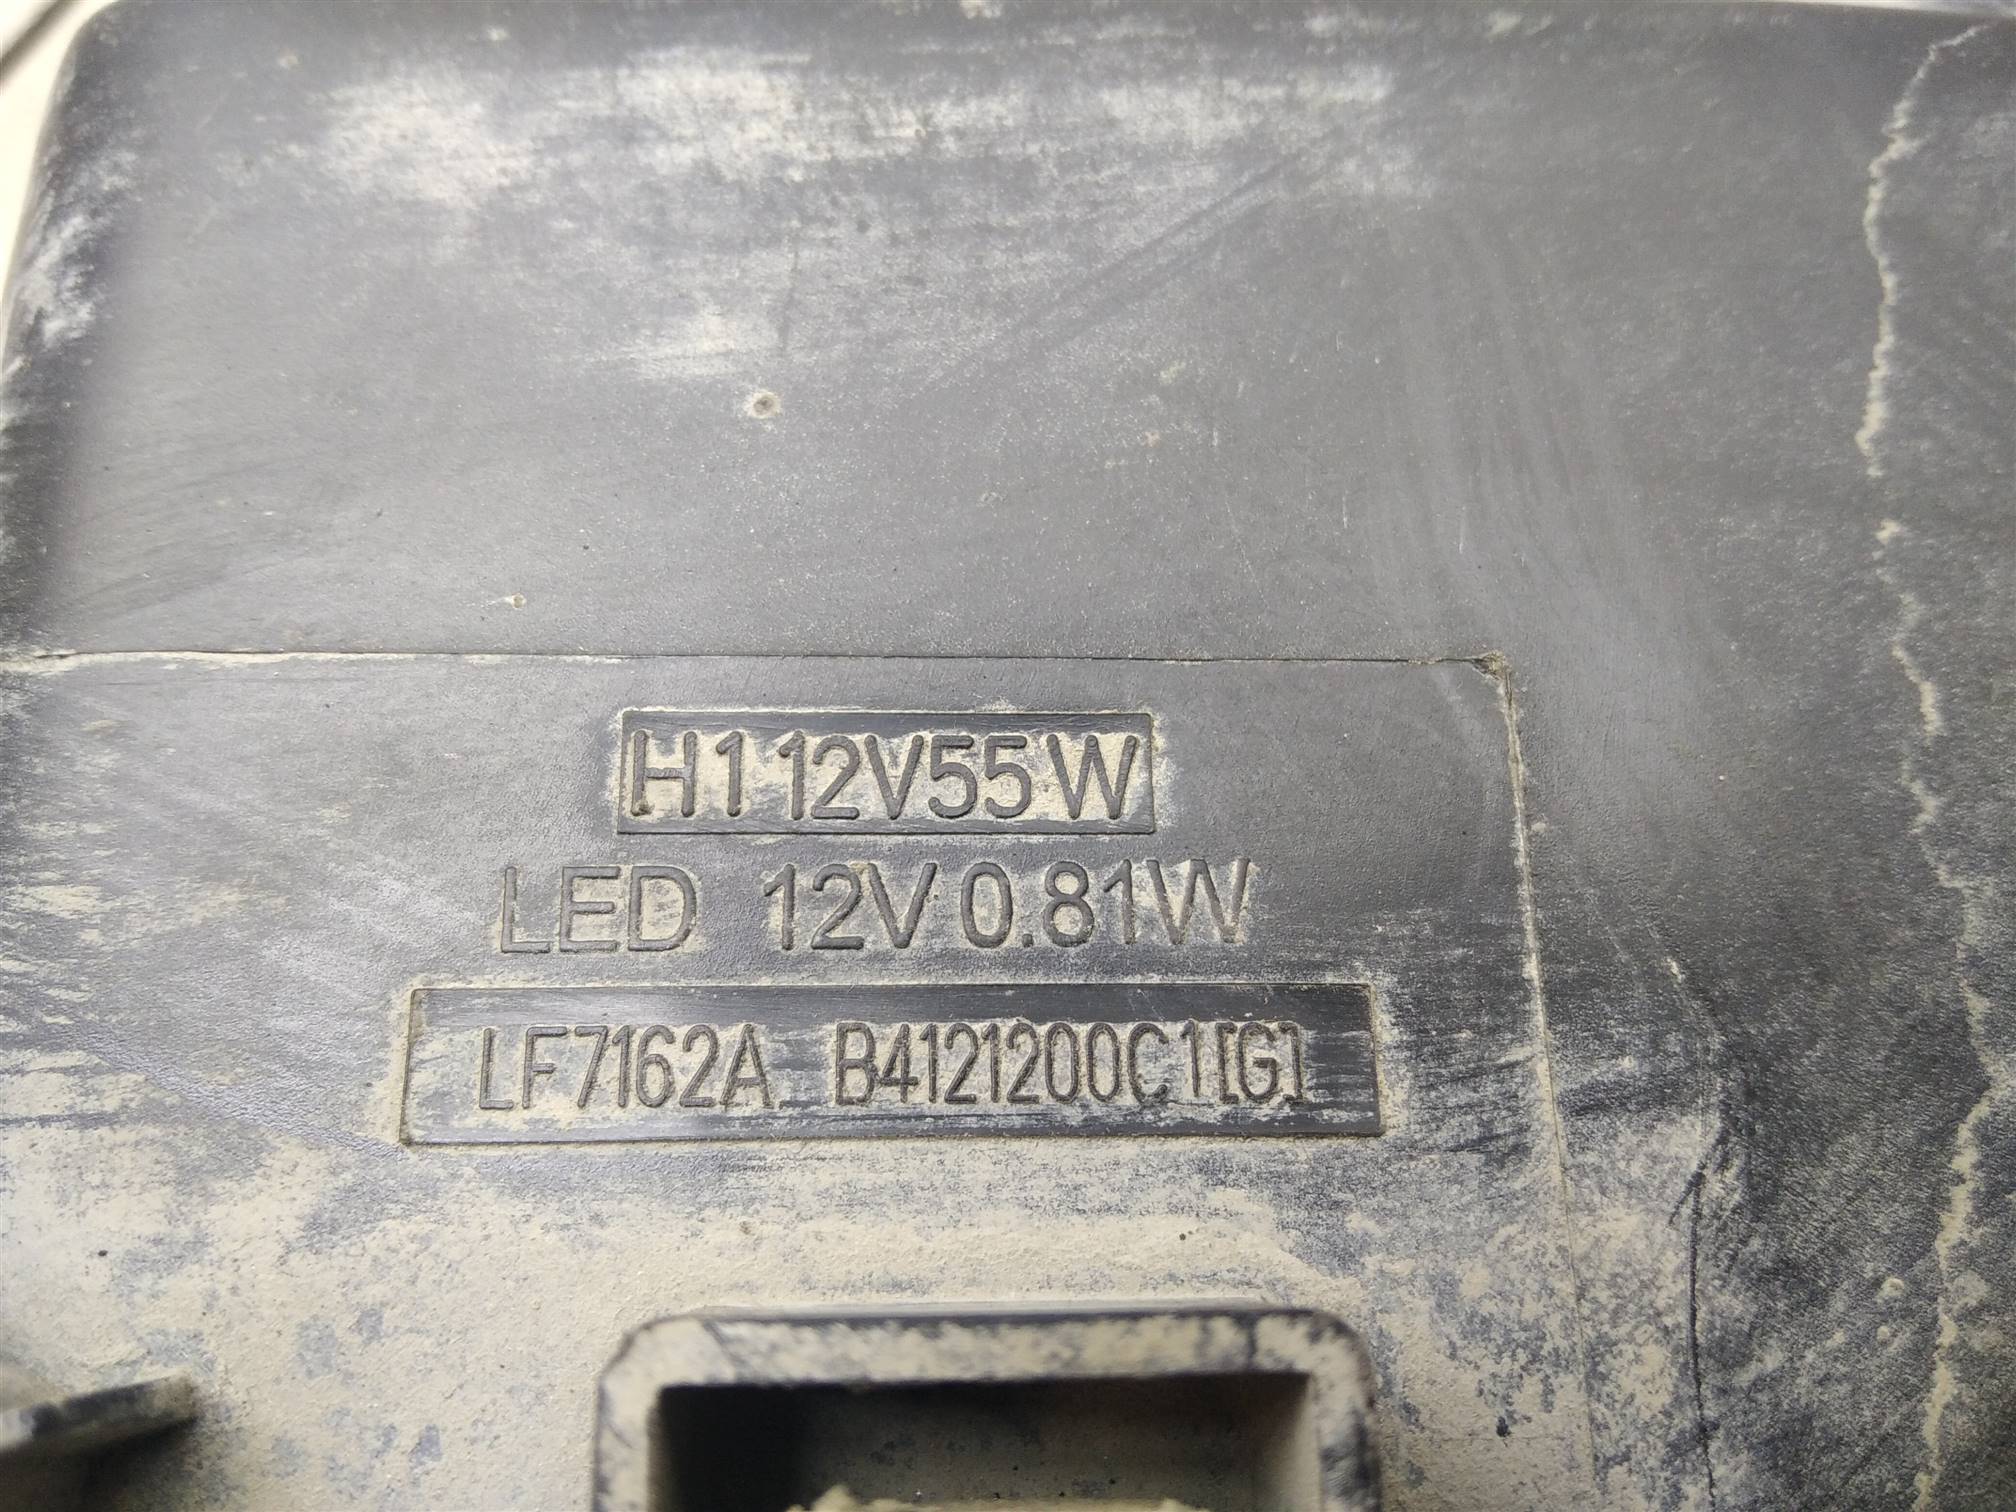 H1 12V55W
LED 12V 0.81W
LF7162A B4121200C1[G]